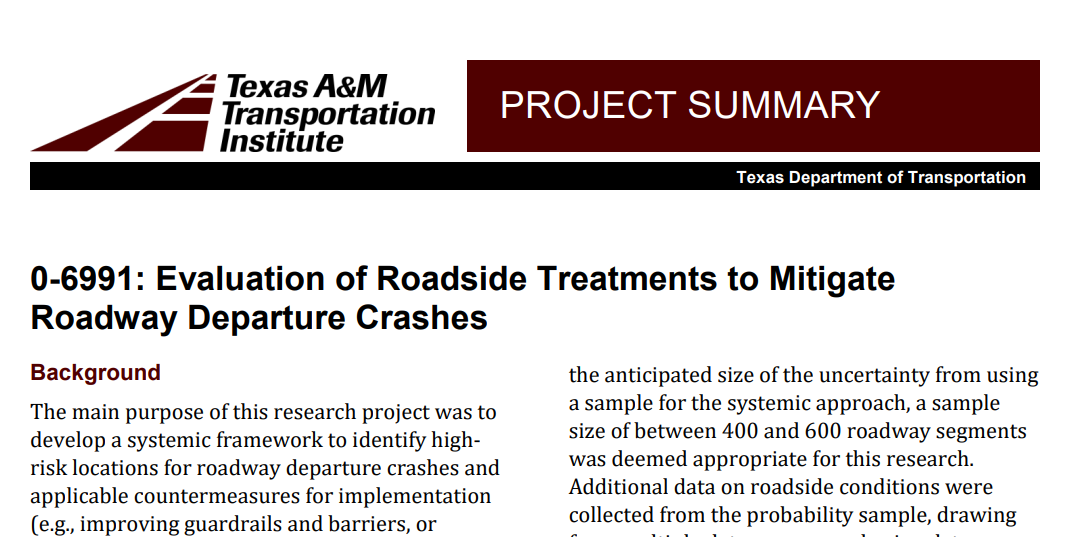 Texas A&M
Transportation
Institute
PROJECT SUMMARY
Texas Department of Transportation
0-6991: Evaluation of Roadside Treatments to Mitigate
Roadway Departure Crashes
Background
The main purpose of this research project was to
develop a systemic framework to identify high-
risk locations for roadway departure crashes and
applicable countermeasures for implementation
(e.g., improving guardrails and barriers, or
the anticipated size of the uncertainty from using
a sample for the systemic approach, a sample
size of between 400 and 600 roadway segments
was deemed appropriate for this research.
Additional data on roadside conditions were
collected from the probability sample, drawing